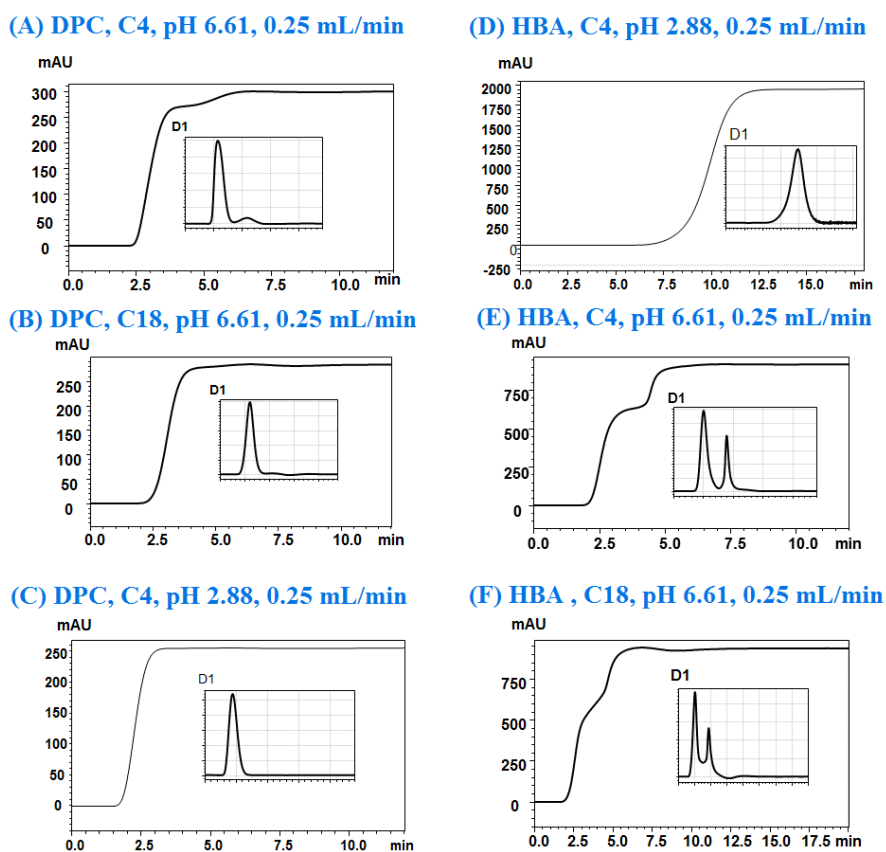 (A) DPC, C4, pH 6.61, 0.25 mL/min
mAU
300
250
200
150
100
50
0
D1
0.0 2.5 5.0 7.5 10.0 min
(B) DPC, C18, pH 6.61, 0.25 mL/min
mAU
250
200
150
100
50
0
D1
0.0 2.5 5.0 7.5 10.0 min
(C) DPC, C4, pH 2.88, 0.25 mL/min
mAU
250
200
150
100
50
0
D1
0.0 2.5 5.0 7.5 10.0 min
(D) HBA, C4, pH 2.88, 0.25 mL/min
mAU
2000
1750
1500
1250
1000
750
500
250
0
-250
D1
0.0 2.5 5.0 7.5 10.0 12.5 15.0 min
(E) HBA, C4, pH 6.61, 0.25 mL/min
mAU
750
500
250
0
D1
0.0 2.5 5.0 7.5 10.0 min
(F) HBA , C18, pH 6.61, 0.25 mL/min
mAU
750
500
250
0
D1
0.0 2.5 5.0 7.5 10.0 12.5 15.0 17.5 min